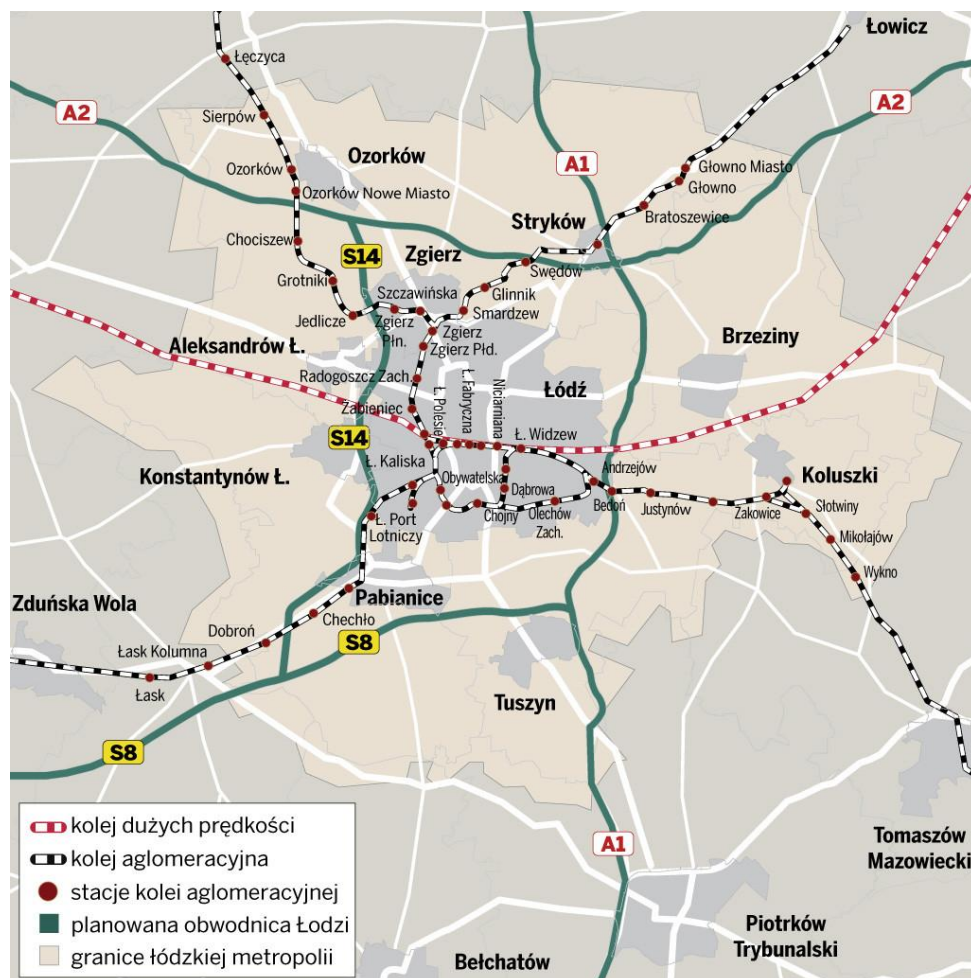 Łowicz
Łęczyca
A2
A2
Sierpów
Ozorków
A1
Głowno Miasto
Ozorków
Głowno
Ozorków Nowe Miasto
Stryków
Bratoszewice
Chociszew
S14
Zgierz
Swędów
Grotniki
Szczawińska
Glinnik
Jedlicze
Zgierz
Płn.
Smardzew
Zgierz
Zgierz Płd.
Brzeziny
Aleksandrów Ł.
Radogoszcz Zach.
Ł. Polesie
Ł. Fabryczna
Niciarniana
Łódź
Żabieniec
S14
Ł. Widzew
Ł. Kaliska
Andrzejów
Konstantynów Ł.
Obywatelska
Koluszki
Dąbrowa
Ł. Port
Lotniczy
Chojny
Olechów
Zach.
Bedoń
Justynów
Żakowice
Słotwiny
Mikołajów
Wykno
Pabianice
Zduńska Wola
Chechło
Dobroń
S8
Łask Kolumna
Łask
Tuszyn
S8
kolej dużych prędkości
kolej aglomeracyjna
stacje kolei aglomeracyjnej
planowana obwodnica Łodzi
granice łódzkiej metropolii
A1
Tomaszów
Mazowiecki
Piotrków
Trybunalski
Bełchatów